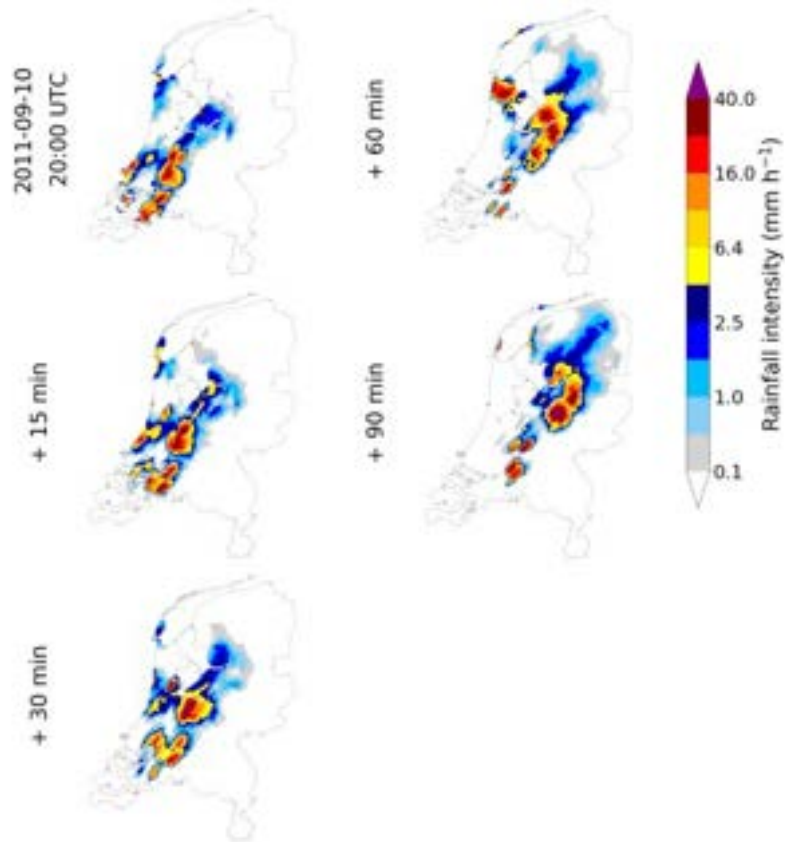 2011-09-10
20:00 UTC
+ 15 min
+ 30 min
+ 60 min
+ 90 min
40.0
16.0
6.4
2.5
1.0
0.1
Rainfall intensity (mm h⁻¹)